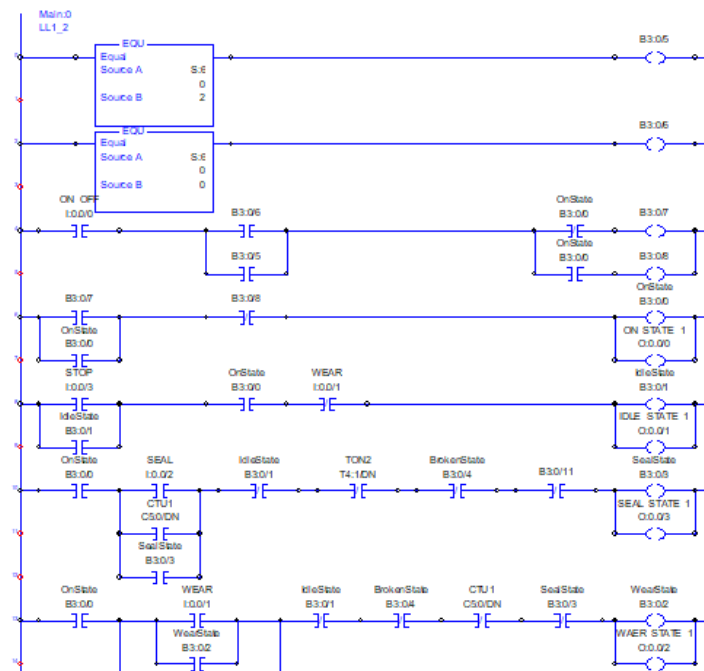 Main:0
LL1_2
EQU
Equal
Source A S:6
0
Source B 2
B3:0/5
EQU
Equal
Source A S:6
0
Source B 0
B3:0/6
ON OFF
I:0.0/0
B3:0/6
OnState
B3:0/0
B3:0/7
B3:0/5
OnState
B3:0/0
B3:0/8
B3:0/7
B3:0/8
OnState
B3:0/0
OnState
B3:0/0
ON STATE 1
O:0.0/0
STOP
I:0.0/3
OnState
B3:0/0
WEAR
I:0.0/1
IdleState
B3:0/1
IdleState
B3:0/1
IDLE STATE 1
O:0.0/1
OnState
B3:0/0
SEAL
I:0.0/2
IdleState
B3:0/1
TON2
T4:1/DN
BrokenState
B3:0/4
B3:0/11
SealState
B3:0/3
CTU1
C5:0/DN
SEAL STATE 1
O:0.0/3
SealState
B3:0/3
OnState
B3:0/0
WEAR
I:0.0/1
IdleState
B3:0/1
BrokenState
B3:0/4
CTU1
C5:0/DN
SealState
B3:0/3
WearState
B3:0/2
WearState
B3:0/2
WAER STATE 1
O:0.0/2